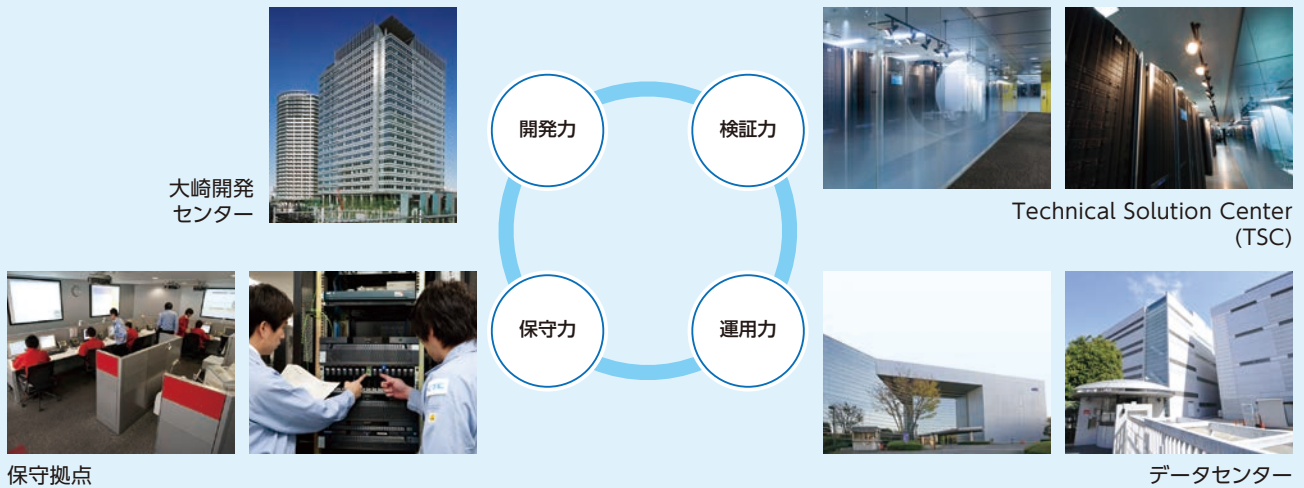 開発力
検証力
大崎開発
センター
Technical Solution Center
(TSC)
保守力
運用力
保守拠点
データセンター